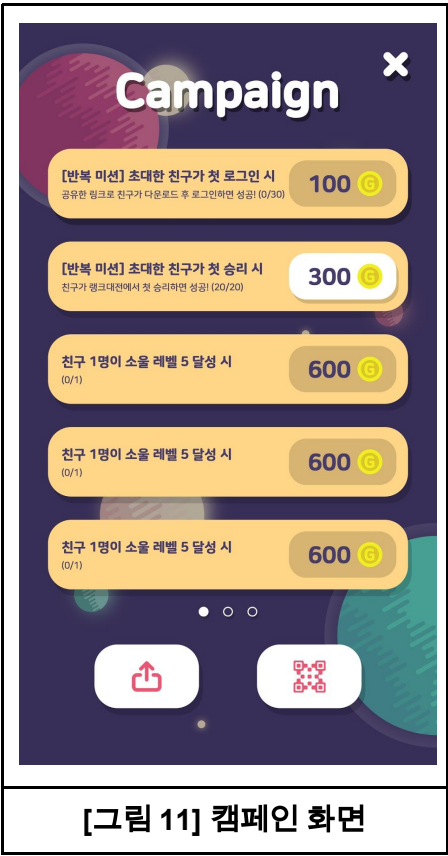 Campaign
[반복 미션] 초대한 친구가 첫 로그인 시
공유한 링크로 친구가 다운로드 후 로그인하면 성공! (0/30)
100 G
[반복 미션] 초대한 친구가 첫 승리 시
친구가 랭크대전에서 첫 승리하면 성공! (20/20)
300 G
친구 1명이 소울 레벨 5 달성 시
(0/1)
600 G
친구 1명이 소울 레벨 5 달성 시
(0/1)
600 G
친구 1명이 소울 레벨 5 달성 시
(0/1)
600 G
[그림 11] 캠페인 화면